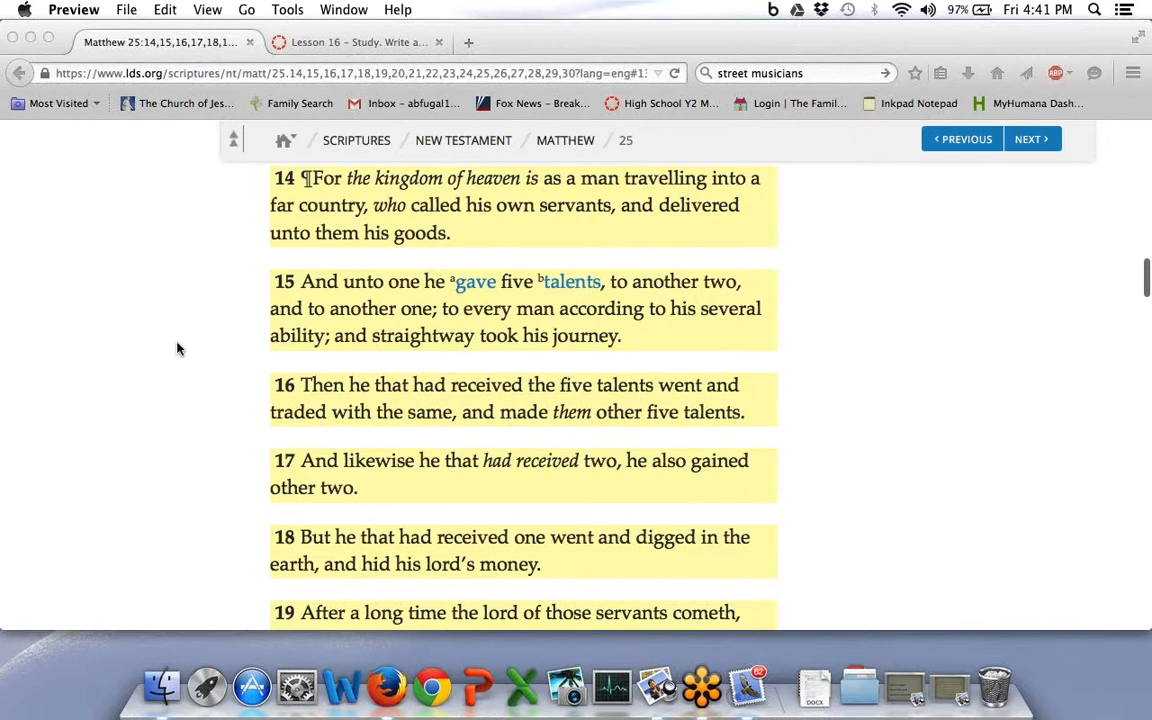 Preview File Edit View Go Tools Window Help 97% Fri 4:41 PM
Matthew 25:14,15,16,17,18,1... Lesson 16 – Study. Write a...
https://www.lds.org/scriptures/nt/matt/25.14,15,16,17,18,19,20,21,22,23,24,25,26,27,28,29,30?lang=eng#1: street musicians ABP
Most Visited The Church of Jes... Family Search Inbox – abfugal1... Fox News – Break... High School Y2 M... Login | The Famil... Inkpad Notepad MyHumana Dash...
SCRIPTURES / NEW TESTAMENT / MATTHEW / 25 < PREVIOUS NEXT >
14 ¶For the kingdom of heaven is as a man travelling into a
far country, who called his own servants, and delivered
unto them his goods.
15 And unto one he agave five btalents, to another two,
and to another one; to every man according to his several
ability; and straightway took his journey.
16 Then he that had received the five talents went and
traded with the same, and made them other five talents.
17 And likewise he that had received two, he also gained
other two.
18 But he that had received one went and digged in the
earth, and hid his lord's money.
19 After a long time the lord of those servants cometh,
DOCX